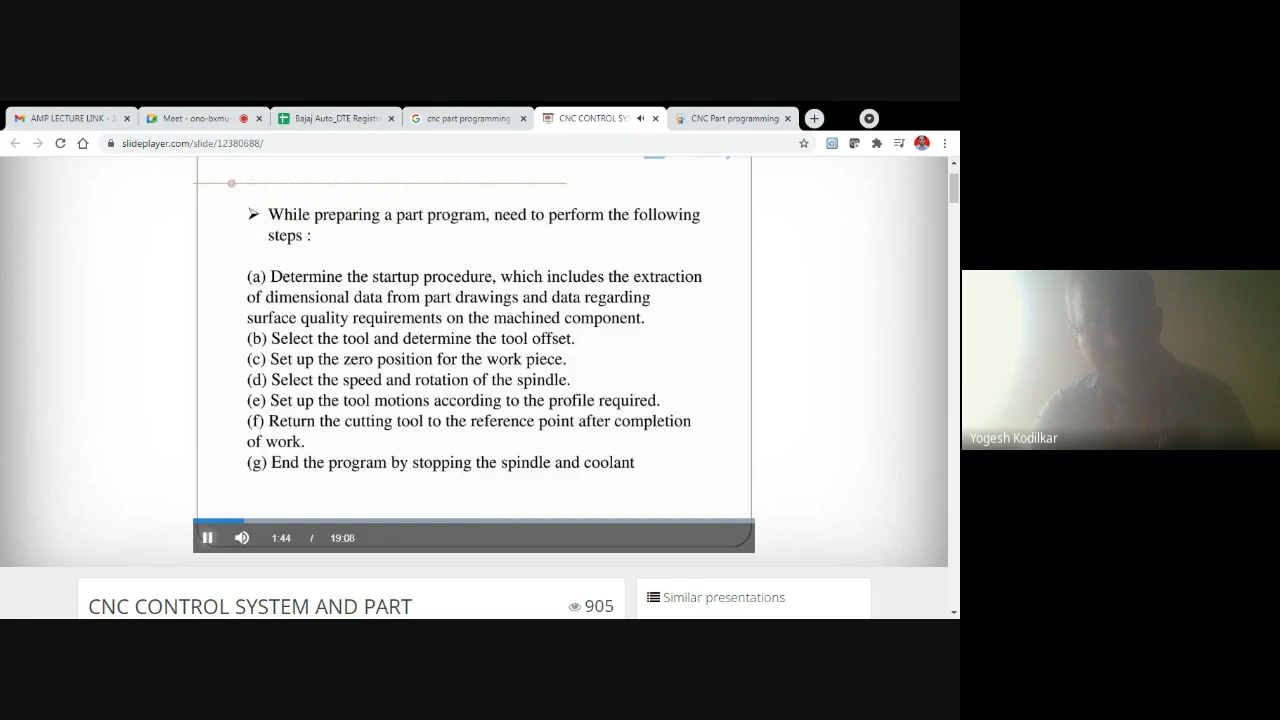 AMP LECTURE LINK -
Meet - ono-bxmu
Bajaj Auto_DTE Registr
cnc part programming
CNC CONTROL SY
CNC Part programming
slideplayer.com/slide/12380688/
➢ While preparing a part program, need to perform the following
steps :
(a) Determine the startup procedure, which includes the extraction
of dimensional data from part drawings and data regarding
surface quality requirements on the machined component.
(b) Select the tool and determine the tool offset.
(c) Set up the zero position for the work piece.
(d) Select the speed and rotation of the spindle.
(e) Set up the tool motions according to the profile required.
(f) Return the cutting tool to the reference point after completion
of work.
(g) End the program by stopping the spindle and coolant
1:44 / 19:08
CNC CONTROL SYSTEM AND PART
905
Similar presentations
Yogesh Kodilkar